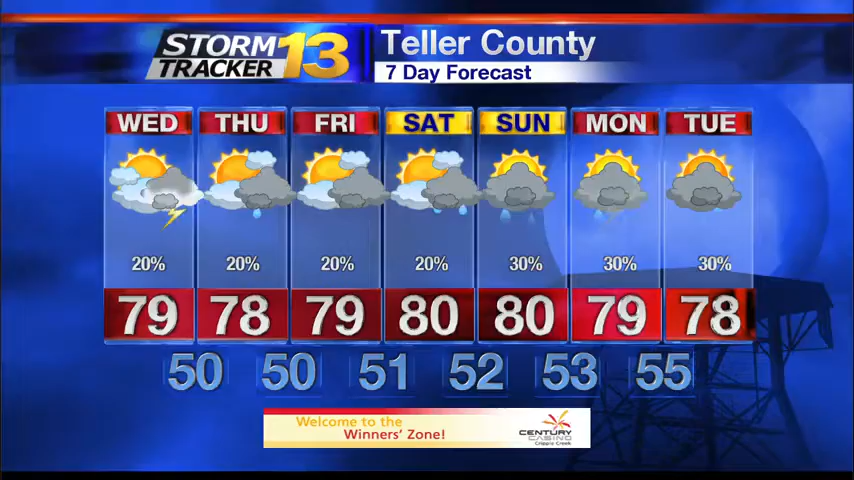 STORM
TRACKER
13
Teller County
7 Day Forecast
WED THU FRI SAT SUN MON TUE
20% 20% 20% 20% 30% 30% 30%
79 78 79 80 80 79 78
50 50 51 52 53 55
Welcome to the
Winners' Zone!
CENTURY
CASINO
Cripple Creek